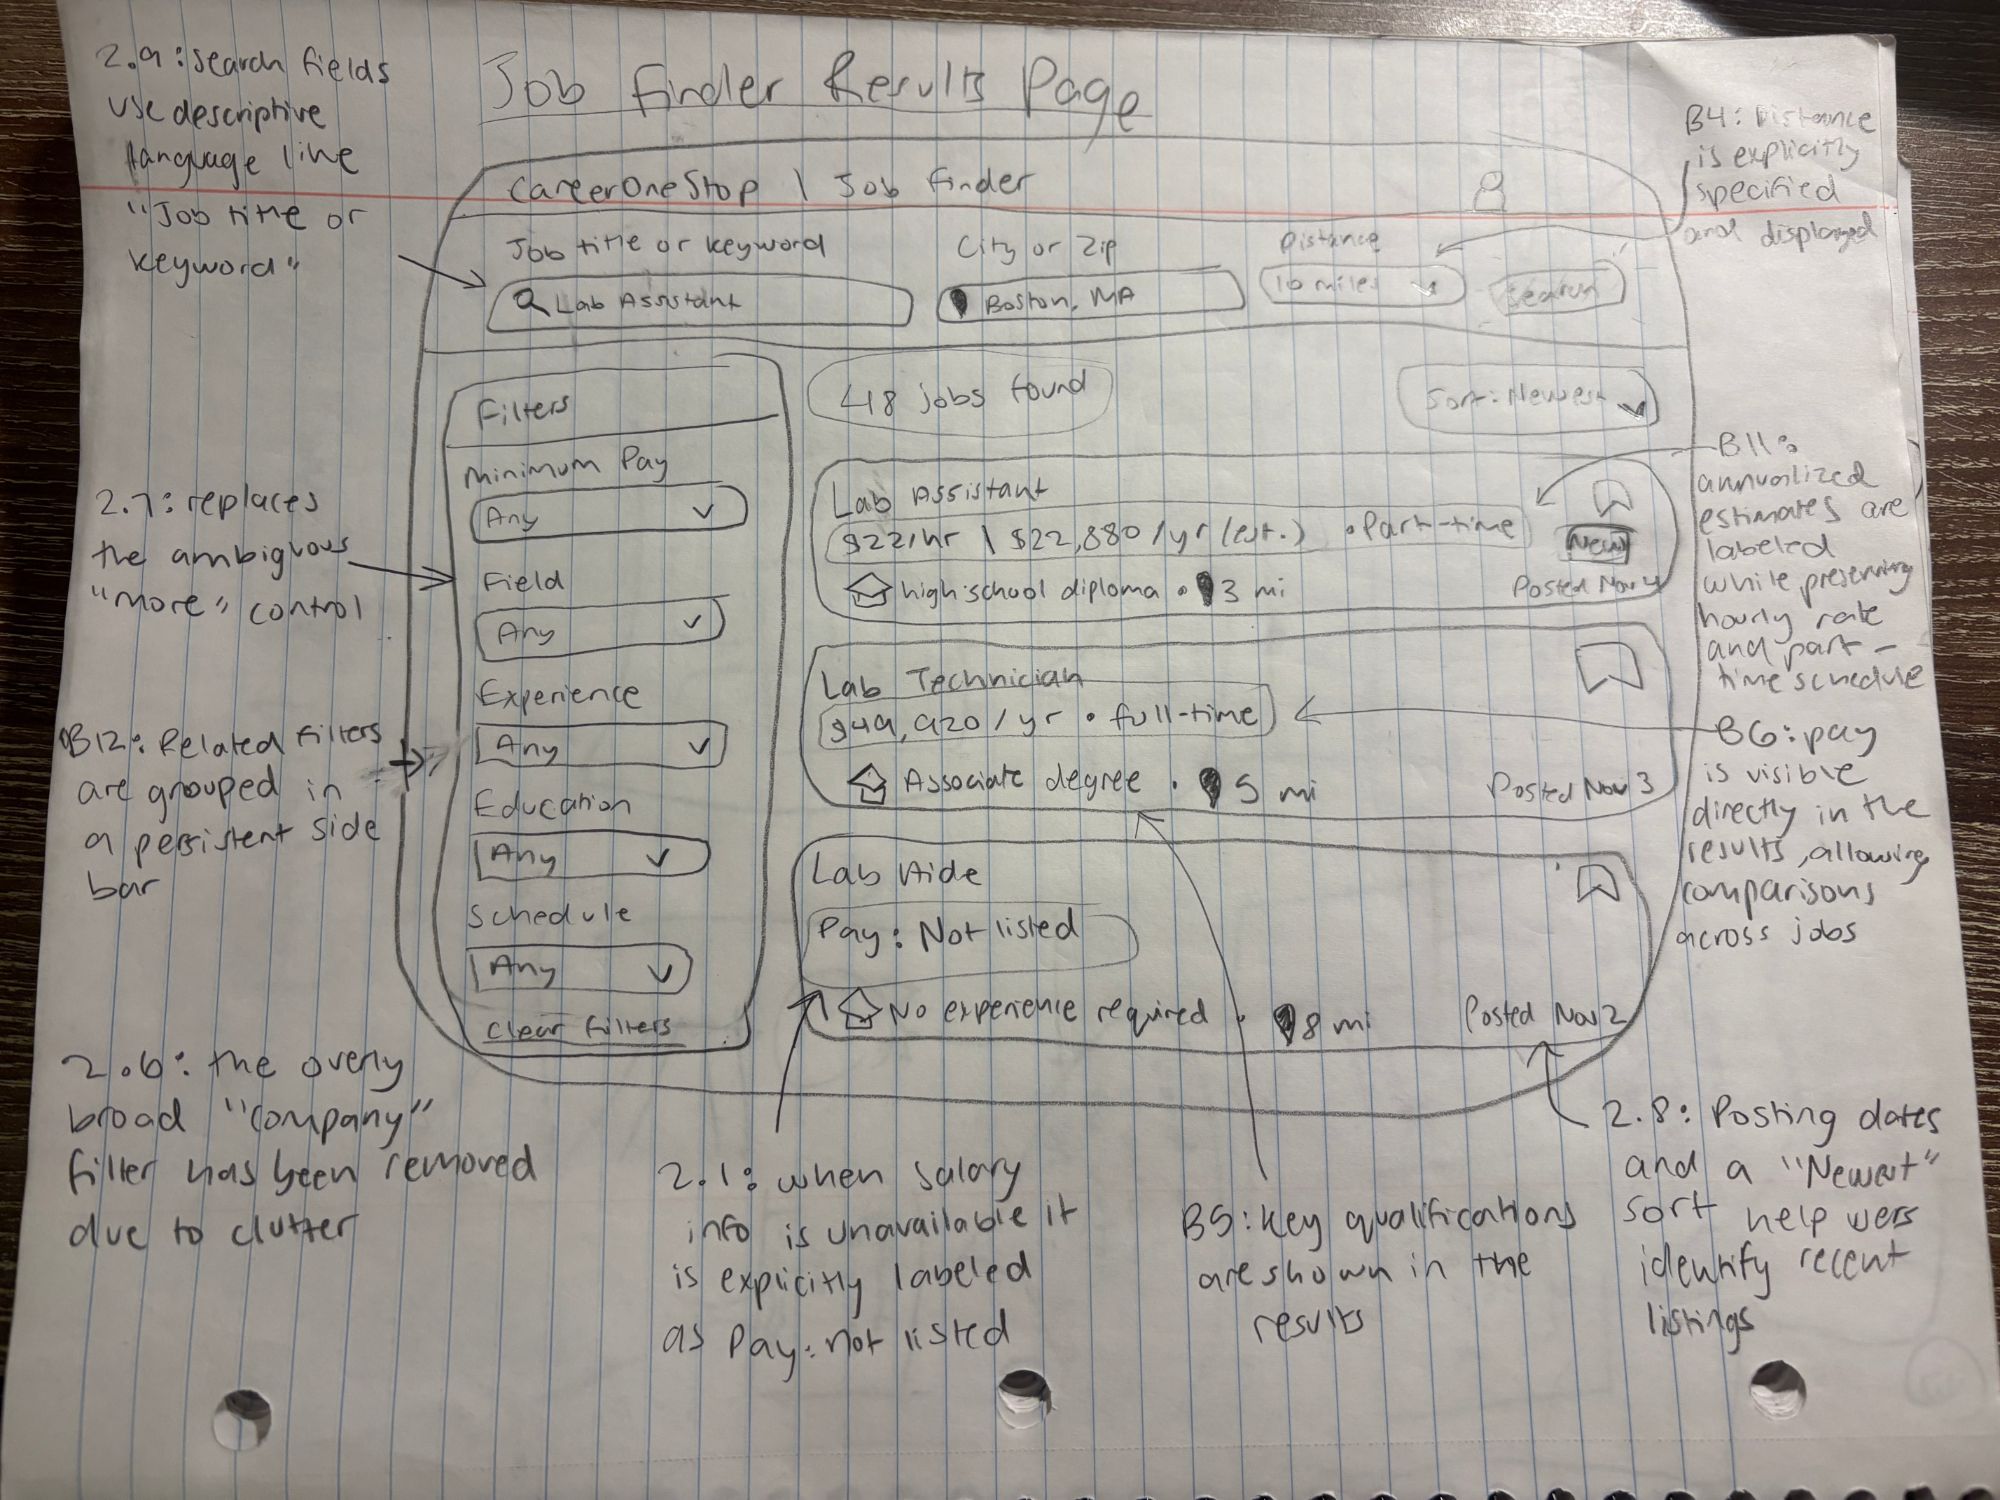 Job Finder Results Page
2.9: Search fields
use descriptive
language like
"Job title or
keyword"
CareerOneStop | Job Finder
Job title or keyword
Lab Assistant
City or Zip
Boston, MA
Distance
10 miles
Search
B4: Distance
is explicitly
specified
and displayed
Filters
Minimum Pay
Any
Field
Any
Experience
Any
Education
Any
Schedule
Any
Clear Filters
48 jobs found
Sort: Newest
Lab Assistant
$22/hr | $22,880/yr (est.) • Part-time
New
high school diploma • 3 mi
Posted Nov 4
Lab Technician
$49,920/yr • full-time
Associate degree • 5 mi
Posted Nov 3
Lab Aide
Pay: Not listed
No experience required • 8 mi
Posted Nov 2
2.7: replaces
the ambiguous
"more" control
B12: Related filters
are grouped in
a persistent side
bar
2.6: the overly
broad "Company"
filter has been removed
due to clutter
2.1: when salary
info is unavailable it
is explicitly labeled
as Pay: not listed
B5: key qualifications
are shown in the
results
2.8: Posting dates
and a "Newest"
sort help users
identify recent
listings
B11:
annualized
estimates are
labeled
while preserving
hourly rate
and part-
time schedule
B6: pay
is visible
directly in the
results, allowing
comparisons
across jobs